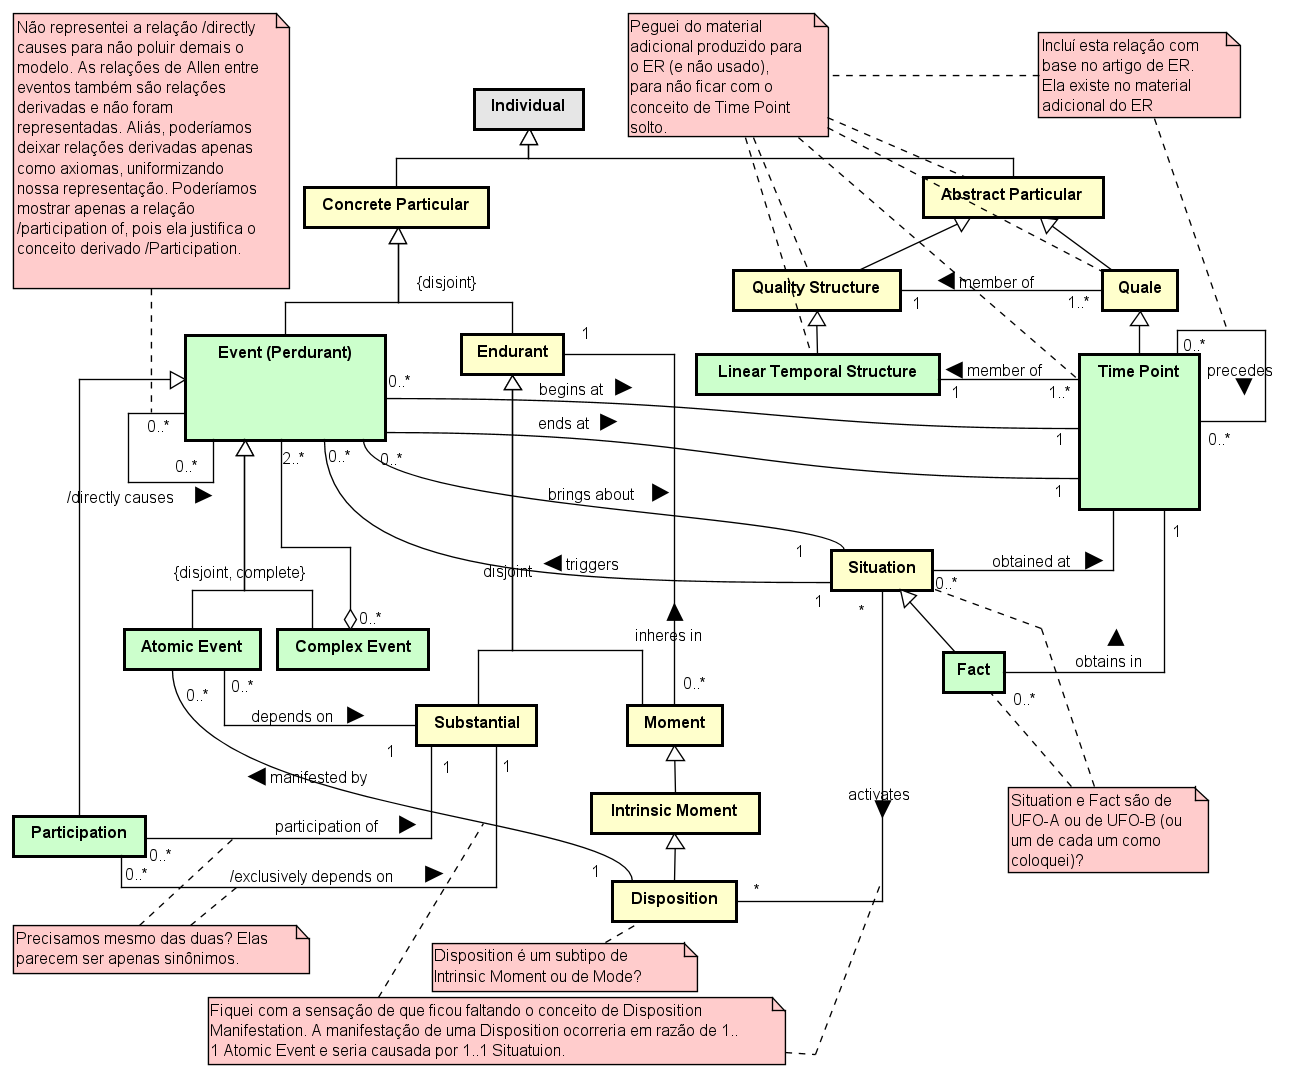 Não representei a relação /directly
causes para não poluir demais o
modelo. As relações de Allen entre
eventos também são relações
derivadas e não foram
representadas. Aliás, poderíamos
deixar relações derivadas apenas
como axiomas, uniformizando
nossa representação. Poderíamos
mostrar apenas a relação
/participation of, pois ela justifica o
conceito derivado /Participation.
Peguei do material
adicional produzido para
o ER (e não usado),
para não ficar com o
conceito de Time Point
solto.
Incluí esta relação com
base no artigo de ER.
Ela existe no material
adicional do ER
Individual
Concrete Particular
Abstract Particular
{disjoint}
Quality Structure
member of
1
1..*
Quale
Event (Perdurant)
Endurant
1
Linear Temporal Structure
member of
1
1..*
Time Point
0..*
precedes
0..*
0..*
begins at
1
ends at
1
0..*
0..*
/directly causes
2..*
0..*
0..*
brings about
1
triggers
1
disjoint
{disjoint, complete}
0..*
Situation
0..*
obtained at
1
*
Atomic Event
Complex Event
inheres in
0..*
Fact
0..*
obtains in
0..*
0..*
depends on
1
Substantial
1
1
Moment
manifested by
1
Intrinsic Moment
activates
*
Participation
0..*
participation of
0..*
/exclusively depends on
Disposition
Situation e Fact são de
UFO-A ou de UFO-B (ou
um de cada um como
coloquei)?
Precisamos mesmo das duas? Elas
parecem ser apenas sinônimos.
Disposition é um subtipo de
Intrinsic Moment ou de Mode?
Fiquei com a sensação de que ficou faltando o conceito de Disposition
Manifestation. A manifestação de uma Disposition ocorreria em razão de 1..
1 Atomic Event e seria causada por 1..1 Situatuion.